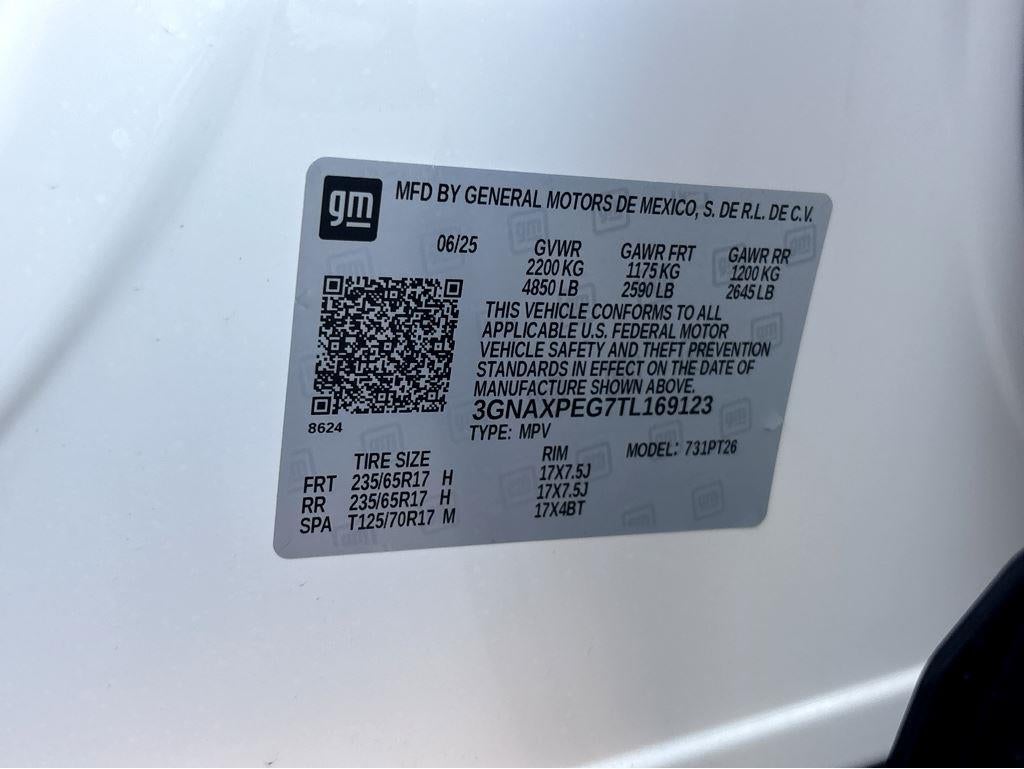 gm
MFD BY GENERAL MOTORS DE MEXICO, S. DE R.L. DE C.V.
06/25 GVWR GAWR FRT GAWR RR
2200 KG 1175 KG 1200 KG
4850 LB 2590 LB 2645 LB
THIS VEHICLE CONFORMS TO ALL
APPLICABLE U.S. FEDERAL MOTOR
VEHICLE SAFETY AND THEFT PREVENTION
STANDARDS IN EFFECT ON THE DATE OF
MANUFACTURE SHOWN ABOVE.
3GNAXPEG7TL169123
8624
TYPE: MPV MODEL: 731PT26
TIRE SIZE RIM
FRT 235/65R17 H 17X7.5J
RR 235/65R17 H 17X7.5J
SPA T125/70R17 M 17X4BT